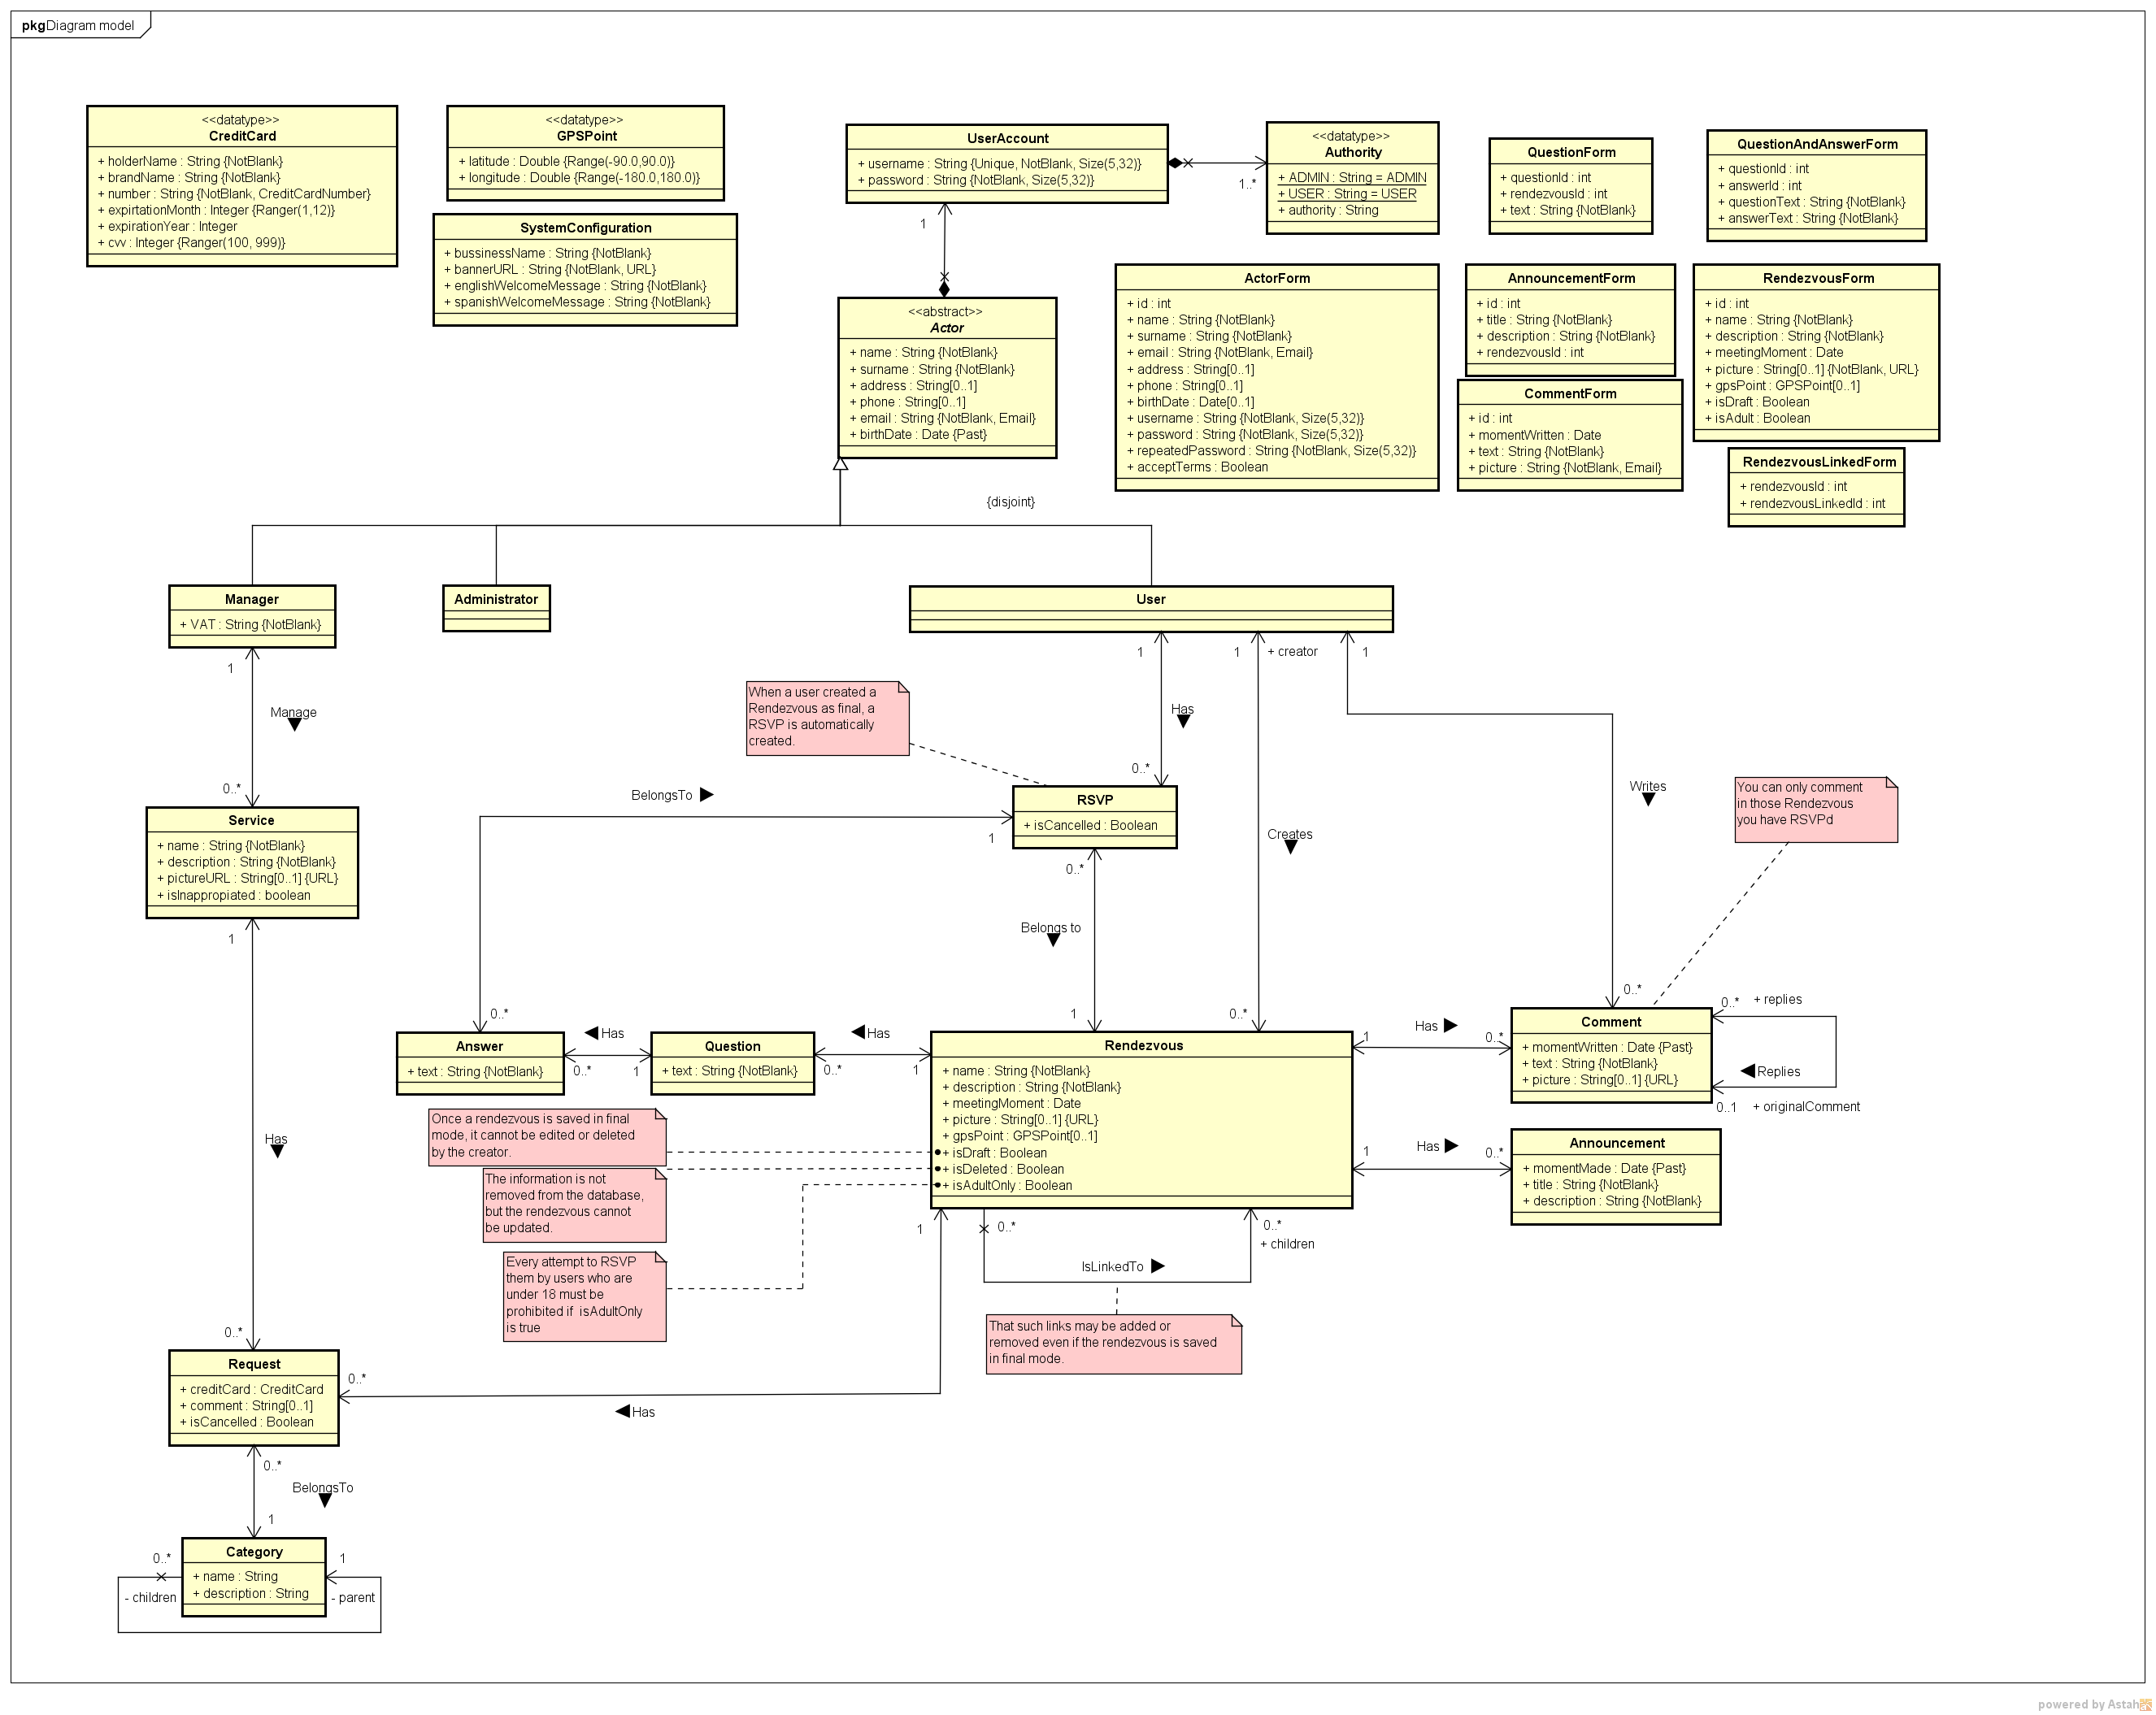 pkg Diagram model
<<datatype>>
CreditCard
+ holderName : String {NotBlank}
+ brandName : String {NotBlank}
+ number : String {NotBlank, CreditCardNumber}
+ expirtationMonth : Integer {Ranger(1,12)}
+ expirationYear : Integer
+ cvv : Integer {Ranger(100, 999)}
<<datatype>>
GPSPoint
+ latitude : Double {Range(-90.0,90.0)}
+ longitude : Double {Range(-180.0,180.0)}
SystemConfiguration
+ bussinessName : String {NotBlank}
+ bannerURL : String {NotBlank, URL}
+ englishWelcomeMessage : String {NotBlank}
+ spanishWelcomeMessage : String {NotBlank}
UserAccount
+ username : String {Unique, NotBlank, Size(5,32)}
+ password : String {NotBlank, Size(5,32)}
1..*
1
<<datatype>>
Authority
+ ADMIN : String = ADMIN
+ USER : String = USER
+ authority : String
QuestionForm
+ questionId : int
+ rendezvousId : int
+ text : String {NotBlank}
QuestionAndAnswerForm
+ questionId : int
+ answerId : int
+ questionText : String {NotBlank}
+ answerText : String {NotBlank}
<<abstract>>
Actor
+ name : String {NotBlank}
+ surname : String {NotBlank}
+ address : String[0..1]
+ phone : String[0..1]
+ email : String {NotBlank, Email}
+ birthDate : Date {Past}
ActorForm
+ id : int
+ name : String {NotBlank}
+ surname : String {NotBlank}
+ email : String {NotBlank, Email}
+ address : String[0..1]
+ phone : String[0..1]
+ birthDate : Date[0..1]
+ username : String {NotBlank, Size(5,32)}
+ password : String {NotBlank, Size(5,32)}
+ repeatedPassword : String {NotBlank, Size(5,32)}
+ acceptTerms : Boolean
AnnouncementForm
+ id : int
+ title : String {NotBlank}
+ description : String {NotBlank}
+ rendezvousId : int
CommentForm
+ id : int
+ momentWritten : Date
+ text : String {NotBlank}
+ picture : String {NotBlank, Email}
RendezvousForm
+ id : int
+ name : String {NotBlank}
+ description : String {NotBlank}
+ meetingMoment : Date
+ picture : String[0..1] {NotBlank, URL}
+ gpsPoint : GPSPoint[0..1]
+ isDraft : Boolean
+ isAdult : Boolean
RendezvousLinkedForm
+ rendezvousId : int
+ rendezvousLinkedId : int
{disjoint}
Manager
+ VAT : String {NotBlank}
Administrator
User
1
Manage
0..*
1
1
+ creator
1
When a user created a
Rendezvous as final, a
RSVP is automatically
created.
Has
0..*
Creates
Writes
You can only comment
in those Rendezvous
you have RSVPd
Service
+ name : String {NotBlank}
+ description : String {NotBlank}
+ pictureURL : String[0..1] {URL}
+ isInappropiated : boolean
BelongsTo
1
RSVP
+ isCancelled : Boolean
0..*
Belongs to
1
0..*
0..*
1
Has
0..*
0..*
Answer
+ text : String {NotBlank}
Has
0..*
1
Question
+ text : String {NotBlank}
Has
0..*
1
Rendezvous
+ name : String {NotBlank}
+ description : String {NotBlank}
+ meetingMoment : Date
+ picture : String[0..1] {URL}
+ gpsPoint : GPSPoint[0..1]
+ isDraft : Boolean
+ isDeleted : Boolean
+ isAdultOnly : Boolean
1
Has
0..*
Comment
+ momentWritten : Date {Past}
+ text : String {NotBlank}
+ picture : String[0..1] {URL}
0..*
+ replies
Replies
0..1
+ originalComment
1
Has
0..*
Announcement
+ momentMade : Date {Past}
+ title : String {NotBlank}
+ description : String {NotBlank}
Once a rendezvous is saved in final
mode, it cannot be edited or deleted
by the creator.
The information is not
removed from the database,
but the rendezvous cannot
be updated.
Every attempt to RSVP
them by users who are
under 18 must be
prohibited if isAdultOnly
is true
1
0..*
0..*
+ children
IsLinkedTo
That such links may be added or
removed even if the rendezvous is saved
in final mode.
Request
+ creditCard : CreditCard
+ comment : String[0..1]
+ isCancelled : Boolean
0..*
Has
0..*
BelongsTo
1
Category
+ name : String
+ description : String
0..*
- children
1
- parent
powered by Astah